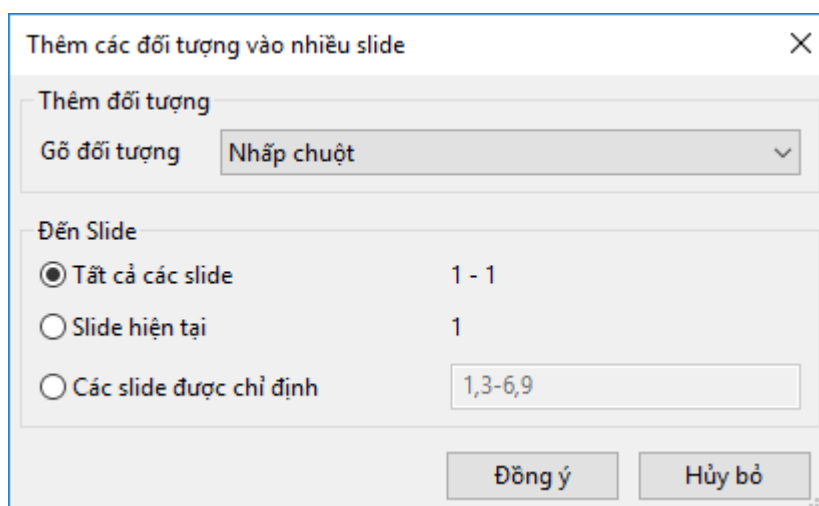 Thêm các đối tượng vào nhiều slide
Thêm đối tượng
Gõ đối tượng Nhấp chuột
Đến Slide
Tất cả các slide 1 - 1
Slide hiện tại 1
Các slide được chỉ định 1,3-6,9
Đồng ý Hủy bỏ